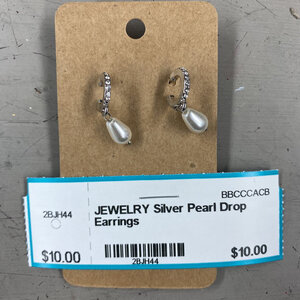 BBCCCACB
2BJH44
JEWELRY Silver Pearl Drop
Earrings
$10.00
2BJH44
$10.00